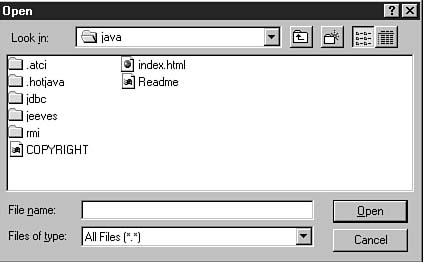 Open
Look in: java
.atci
.hotjava
jdbc
jeeves
rmi
COPYRIGHT
index.html
Readme
File name:
Open
Files of type: All Files (*.*)
Cancel